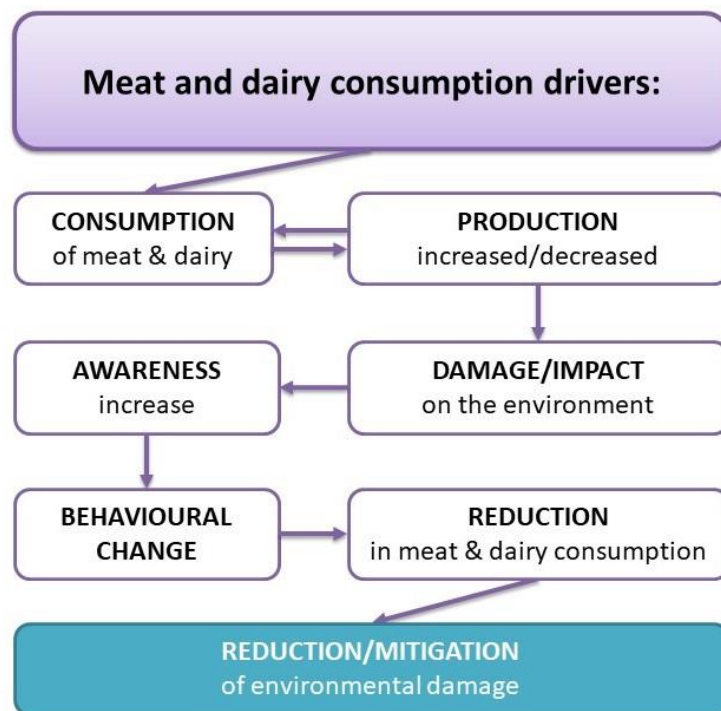 Meat and dairy consumption drivers:
CONSUMPTION
of meat & dairy
PRODUCTION
increased/decreased
AWARENESS
increase
DAMAGE/IMPACT
on the environment
BEHAVIOURAL
CHANGE
REDUCTION
in meat & dairy consumption
REDUCTION/MITIGATION
of environmental damage